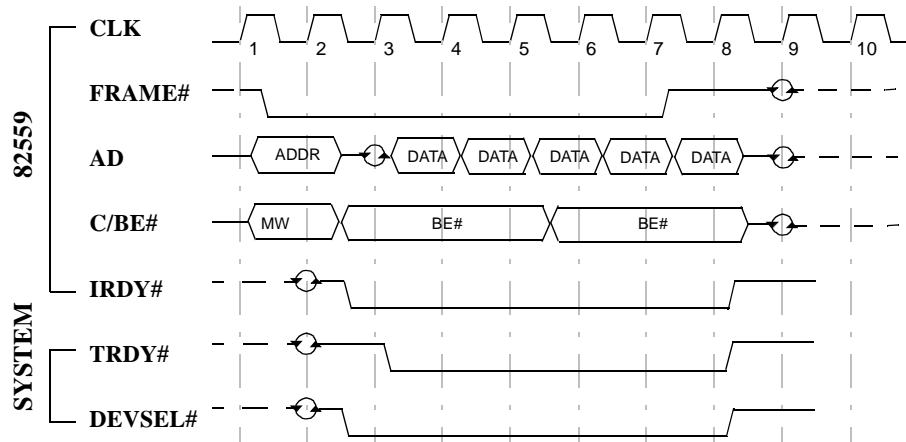 CLK
1 2 3 4 5 6 7 8 9 10
FRAME#
82559
AD
ADDR DATA DATA DATA DATA DATA
C/BE#
MW BE# BE#
IRDY#
SYSTEM
TRDY#
DEVSEL#